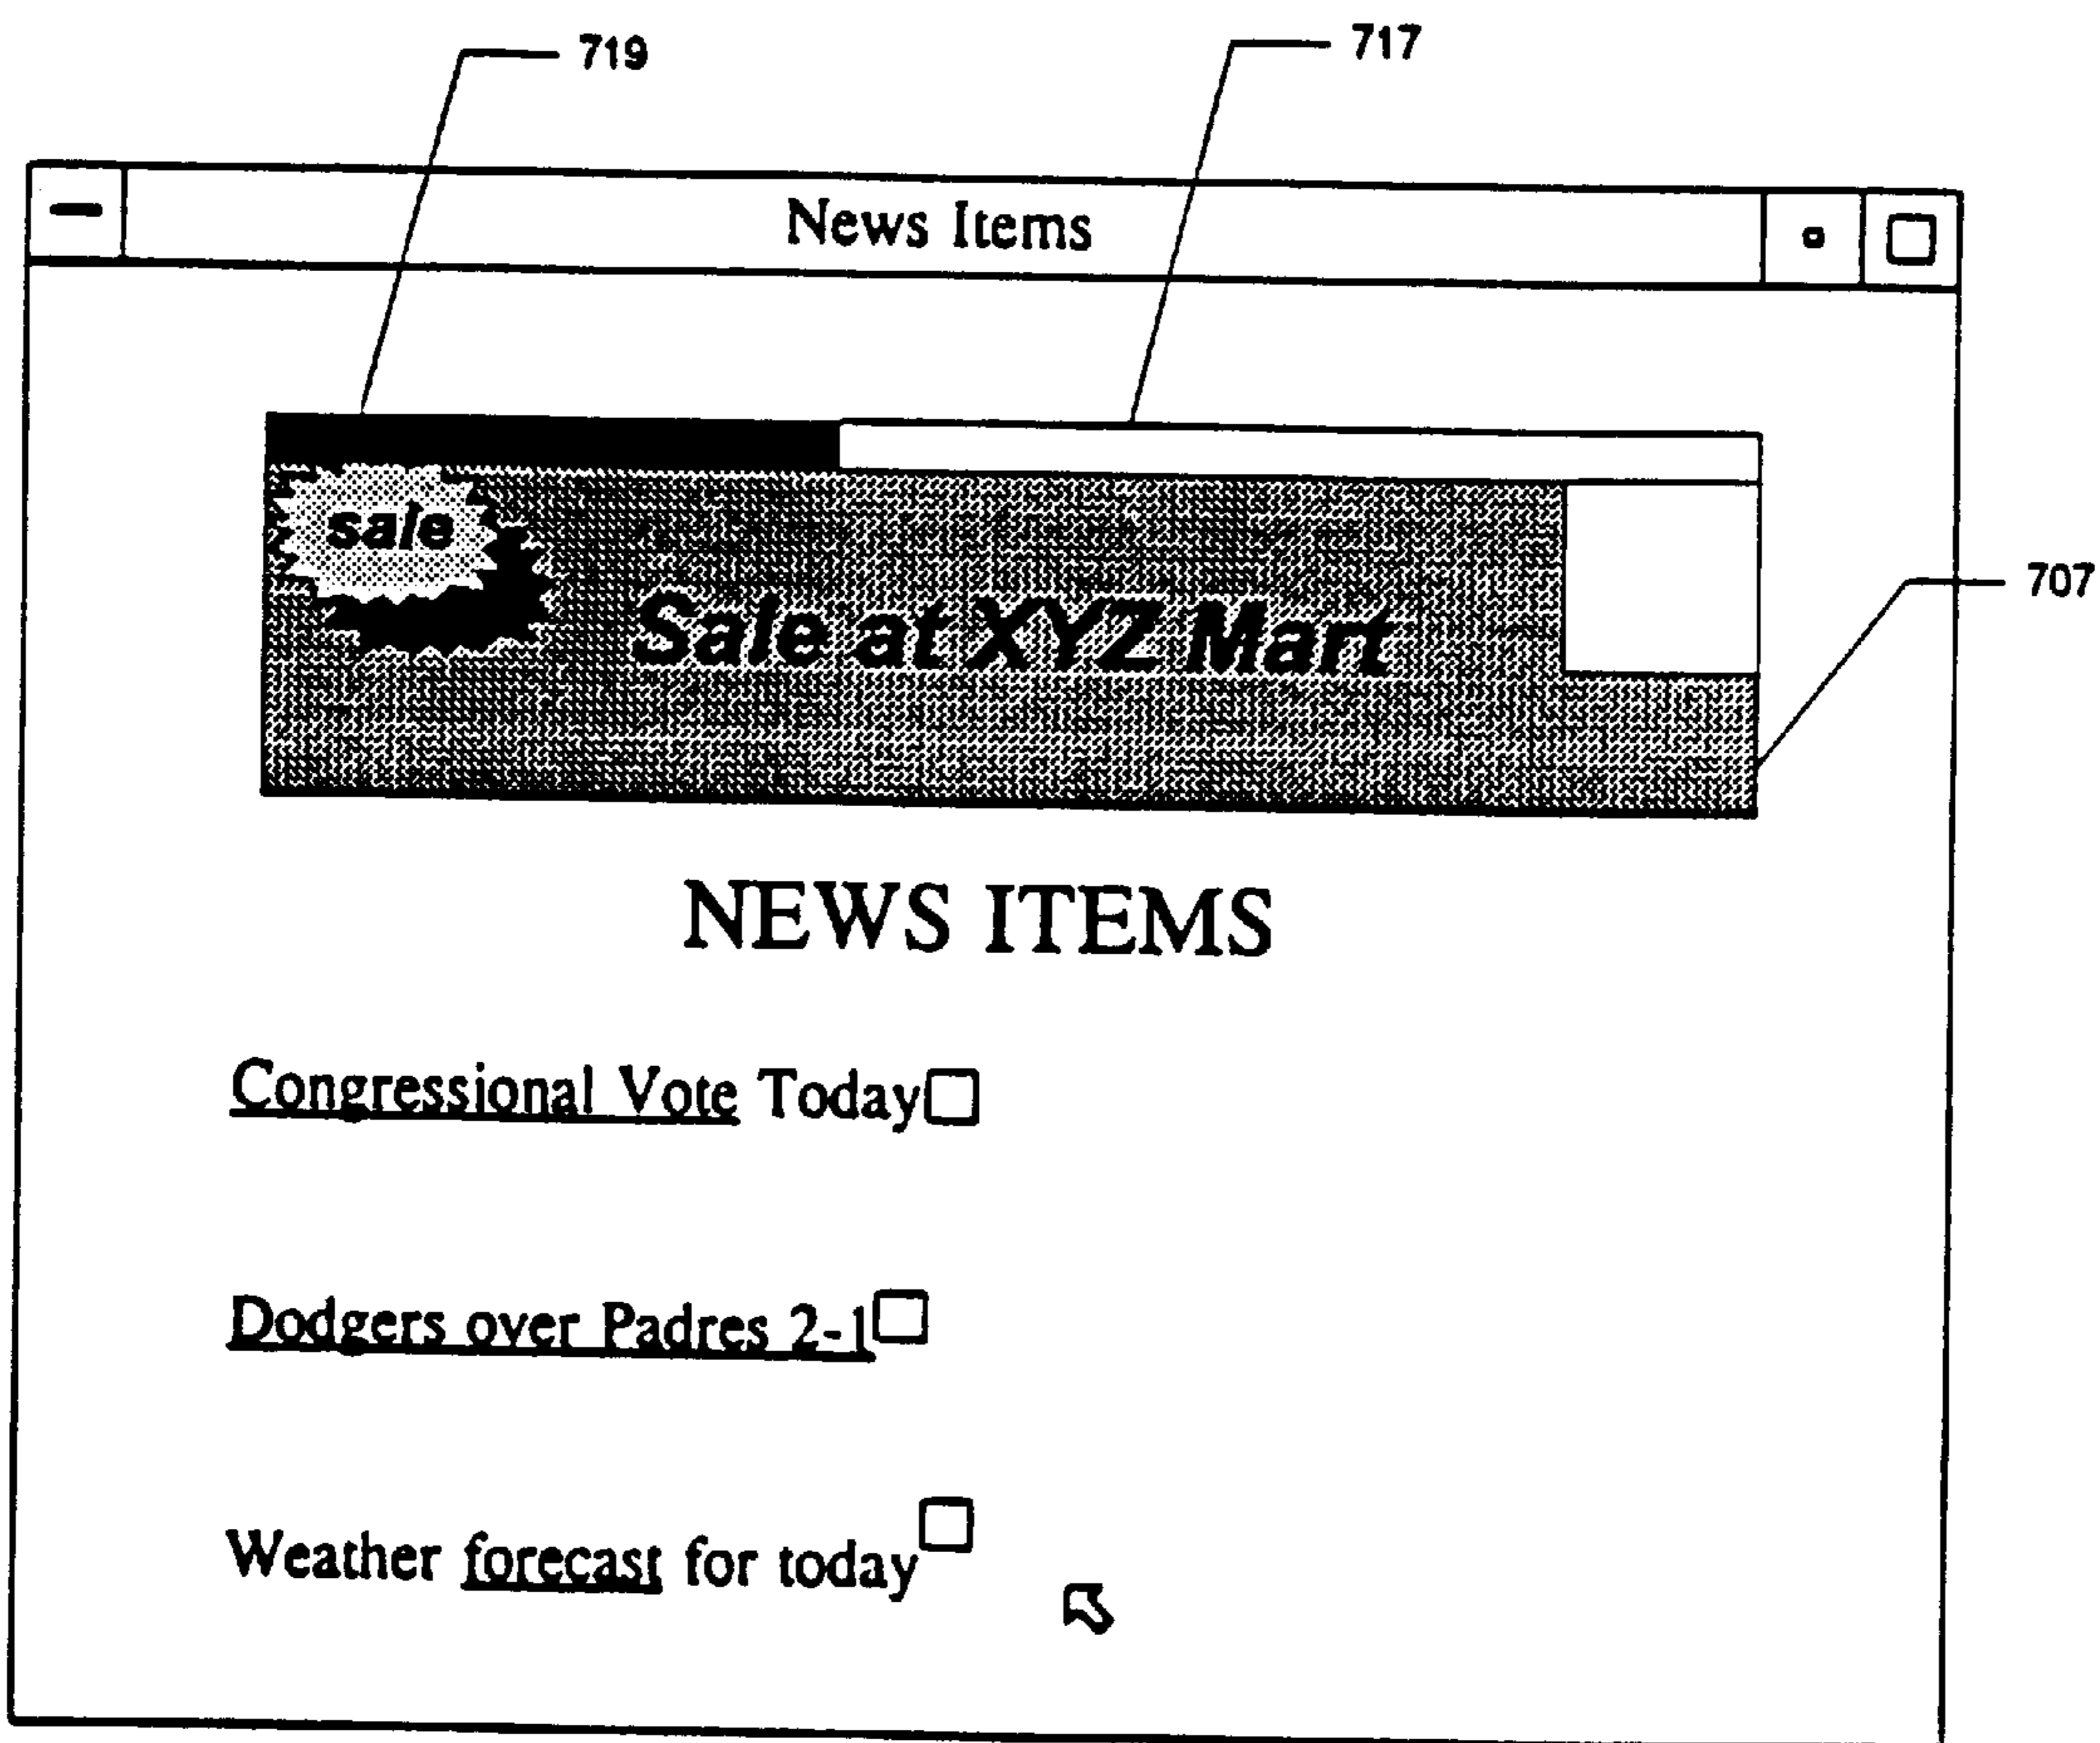 719
717
News Items
sale
Sale at XYZ Mart
707
NEWS ITEMS
Congressional Vote Today
Dodgers over Padres 2-1
Weather forecast for today